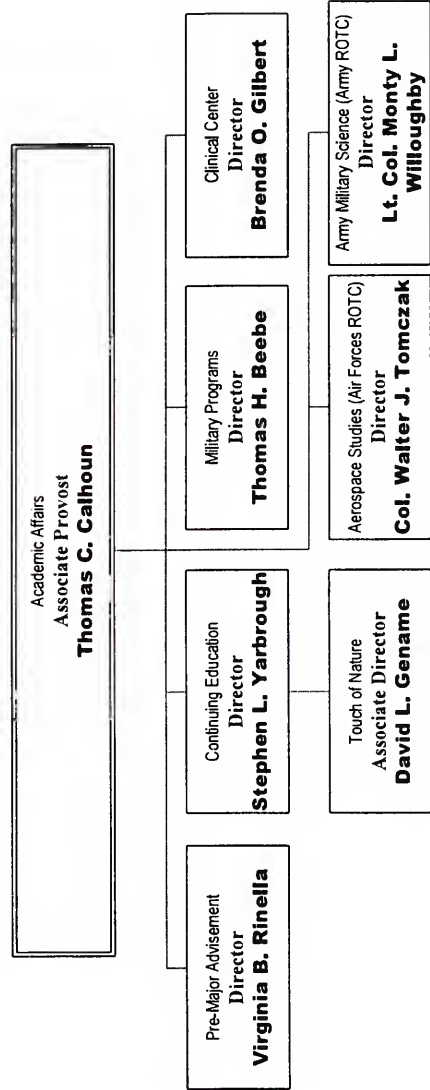 Academic Affairs
Associate Provost
Thomas C. Calhoun
Pre-Major Advisement
Director
Virginia B. Rinella
Continuing Education
Director
Stephen L. Yarbrough
Military Programs
Director
Thomas H. Beebe
Clinical Center
Director
Brenda O. Gilbert
Touch of Nature
Associate Director
David L. Gename
Aerospace Studies (Air Forces ROTC)
Director
Col. Walter J. Tomczak
Army Military Science (Army ROTC)
Director
Lt. Col. Monty L.
Willoughby